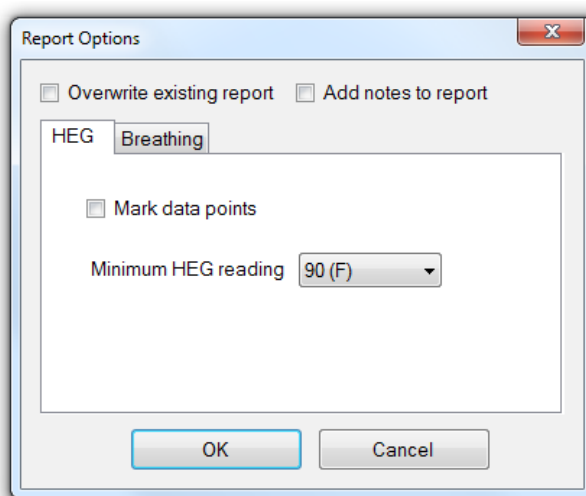 Report Options
Overwrite existing report Add notes to report
HEG Breathing
Mark data points
Minimum HEG reading 90 (F)
OK Cancel